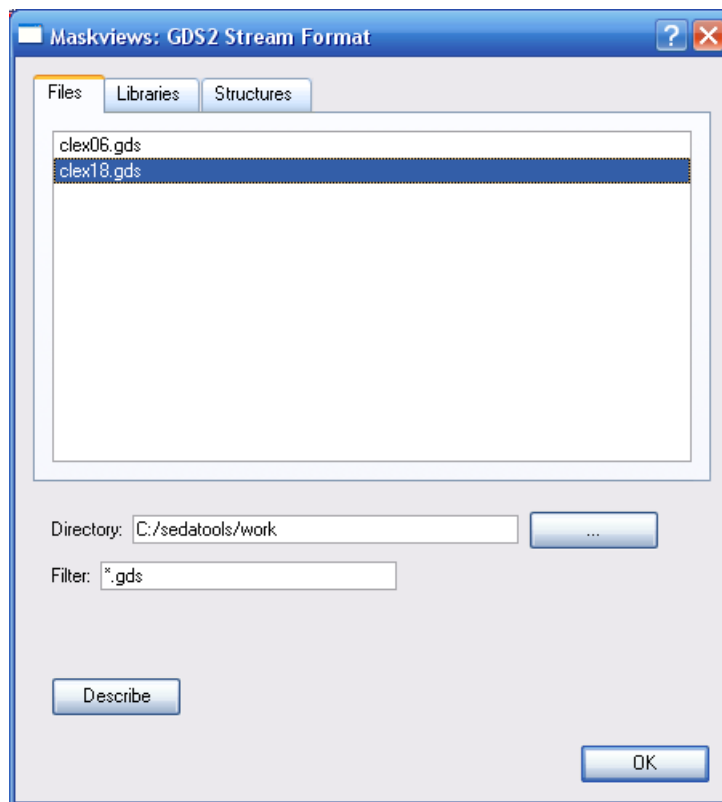 Maskviews: GDS2 Stream Format
Files Libraries Structures
clex06.gds
clex18.gds
Directory: C:/sedatools/work ...
Filter: *.gds
Describe
OK